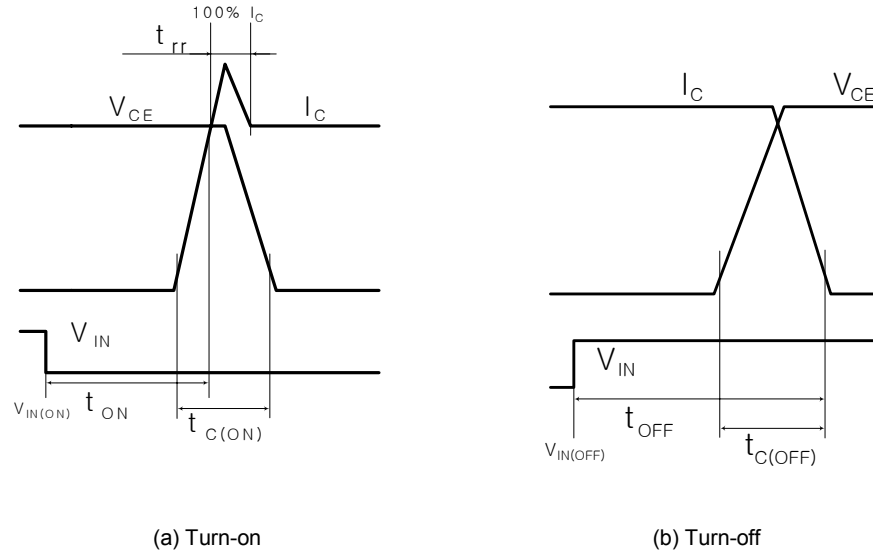 100% I_C
t_rr
V_CE
I_C
V_IN
t_ON
V_IN(ON)
t_C(ON)
(a) Turn-on
I_C
V_CE
V_IN
t_OFF
V_IN(OFF)
t_C(OFF)
(b) Turn-off